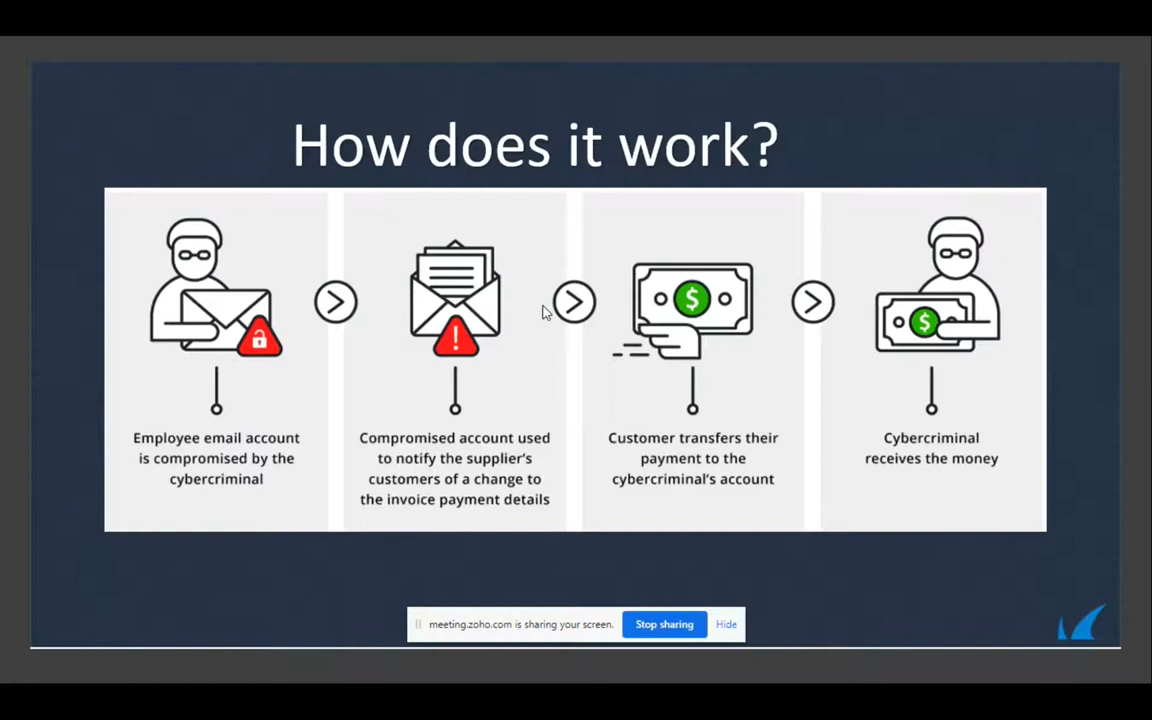 How does it work?
Employee email account
is compromised by the
cybercriminal
Compromised account used
to notify the supplier's
customers of a change to
the invoice payment details
Customer transfers their
payment to the
cybercriminal's account
Cybercriminal
receives the money
meeting.zoho.com is sharing your screen. Stop sharing Hide